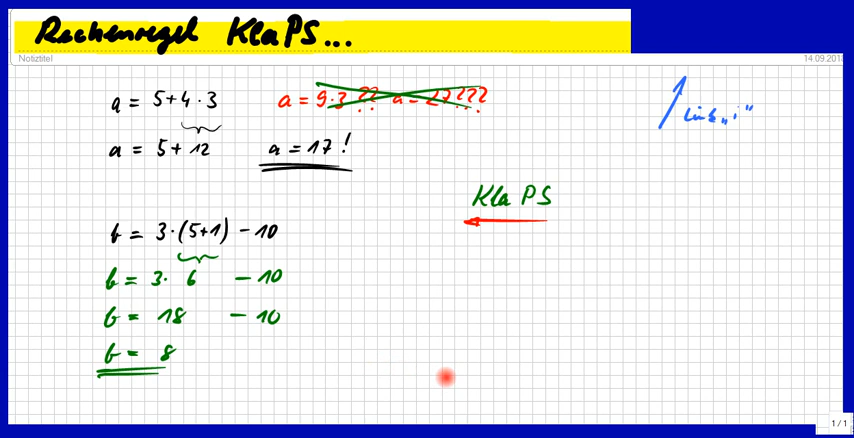 Rechenregel KlaPS...
Notiztitel
14.09.201
a = 5+4·3
a = 9·3 ?? a = 27???
a = 5+12
a = 17!
Link „i"
KlaPS
b = 3·(5+1) - 10
b = 3· 6 - 10
b = 18 - 10
b = 8
1/1